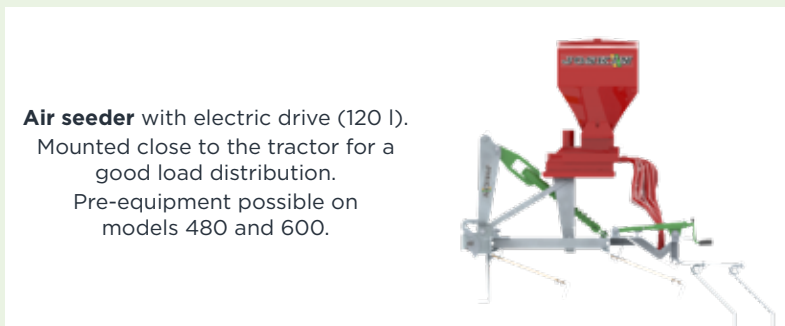 Air seeder with electric drive (120 l).
Mounted close to the tractor for a
good load distribution.
Pre-equipment possible on
models 480 and 600.
JOSKIN